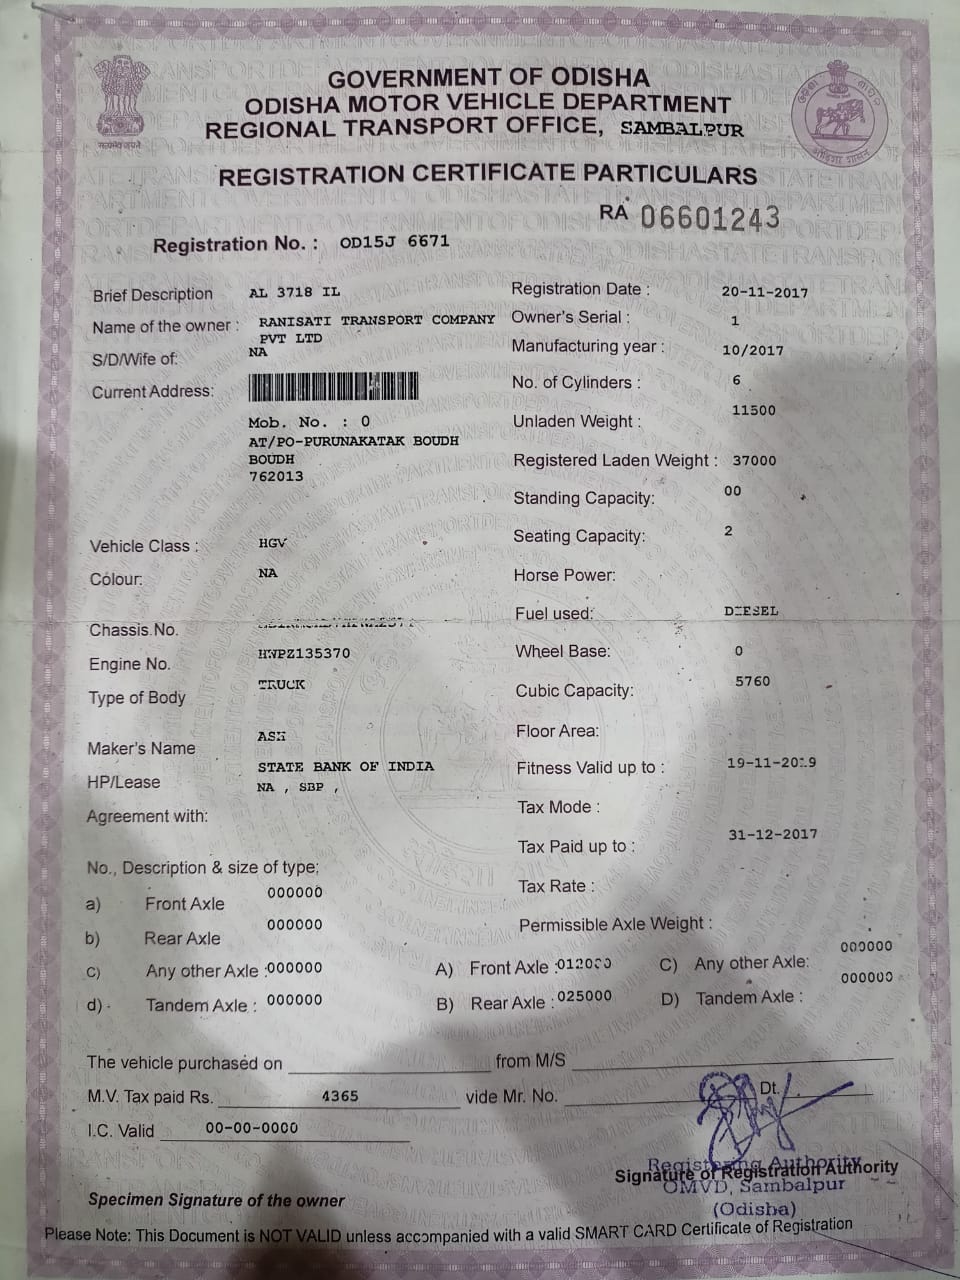 GOVERNMENT OF ODISHA
ODISHA MOTOR VEHICLE DEPARTMENT
REGIONAL TRANSPORT OFFICE, SAMBALPUR
सत्यमेव जयते
REGISTRATION CERTIFICATE PARTICULARS
RA 06601243
Registration No. : OD15J 6671
Brief Description AL 3718 IL
Name of the owner : RANISATI TRANSPORT COMPANY
PVT LTD
S/D/Wife of: NA
Current Address:
Mob. No. : 0
AT/PO-PURUNAKATAK BOUDH
BOUDH
762013
Vehicle Class : HGV
Colour: NA
Chassis.No.
Engine No. HWPZ135370
Type of Body TRUCK
Maker's Name ASH
HP/Lease STATE BANK OF INDIA
NA , SBP ,
Agreement with:
Registration Date : 20-11-2017
Owner's Serial : 1
Manufacturing year : 10/2017
No. of Cylinders : 6
Unladen Weight : 11500
Registered Laden Weight : 37000
Standing Capacity: 00
Seating Capacity: 2
Horse Power:
Fuel used: DIESEL
Wheel Base: 0
Cubic Capacity: 5760
Floor Area:
Fitness Valid up to : 19-11-2019
Tax Mode :
Tax Paid up to : 31-12-2017
Tax Rate :
No., Description & size of type;
a) Front Axle 000000
b) Rear Axle 000000
c) Any other Axle :000000
d) Tandem Axle : 000000
Permissible Axle Weight :
A) Front Axle :012000
B) Rear Axle : 025000
C) Any other Axle: 000000
D) Tandem Axle : 000000
The vehicle purchased on from M/S
M.V. Tax paid Rs. 4365 vide Mr. No. Dt.
I.C. Valid 00-00-0000
Registering Authority
Signature of Registration Authority
OMVD, Sambalpur
(Odisha)
Specimen Signature of the owner
Please Note: This Document is NOT VALID unless accompanied with a valid SMART CARD Certificate of Registration